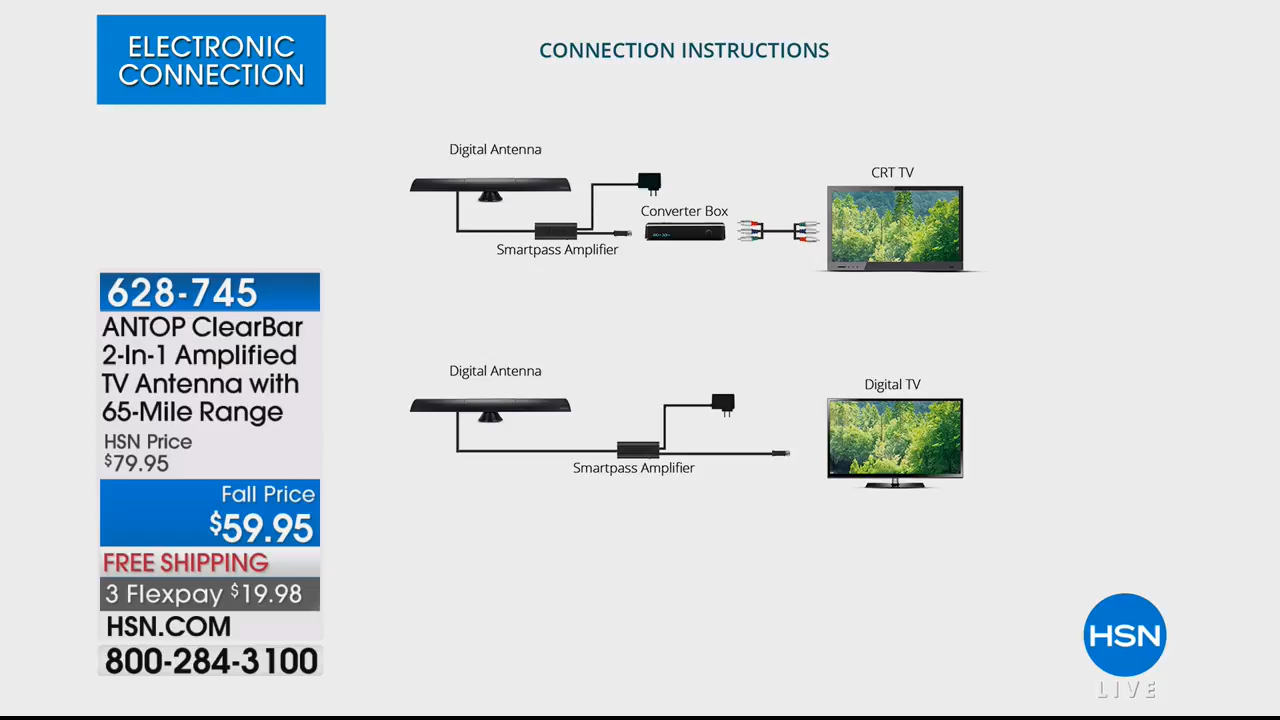 ELECTRONIC
CONNECTION
CONNECTION INSTRUCTIONS
Digital Antenna
CRT TV
Converter Box
Smartpass Amplifier
628-745
ANTOP ClearBar
2-In-1 Amplified
TV Antenna with
65-Mile Range
HSN Price
$79.95
Fall Price
$59.95
FREE SHIPPING
3 Flexpay $19.98
HSN.COM
800-284-3100
Digital Antenna
Digital TV
Smartpass Amplifier
HSN
LIVE